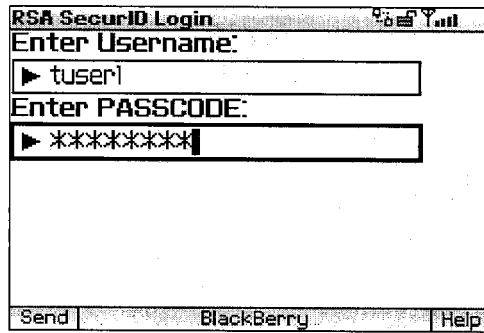 RSA SecurID Login
Enter Username:
tuser1
Enter PASSCODE:
********
Send BlackBerry Help